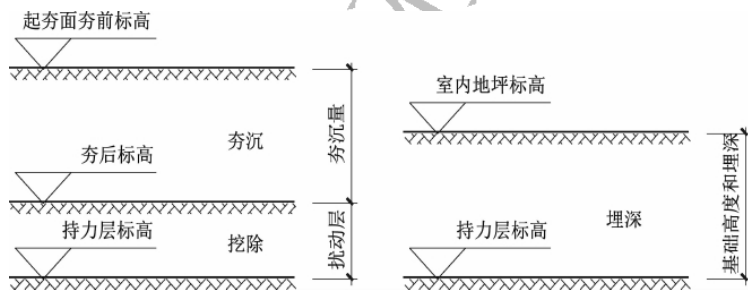 起夯面夯前标高
夯沉
夯沉量
夯后标高
持力层标高
挖除
扰动层
室内地坪标高
埋深
持力层标高
基础高度和埋深